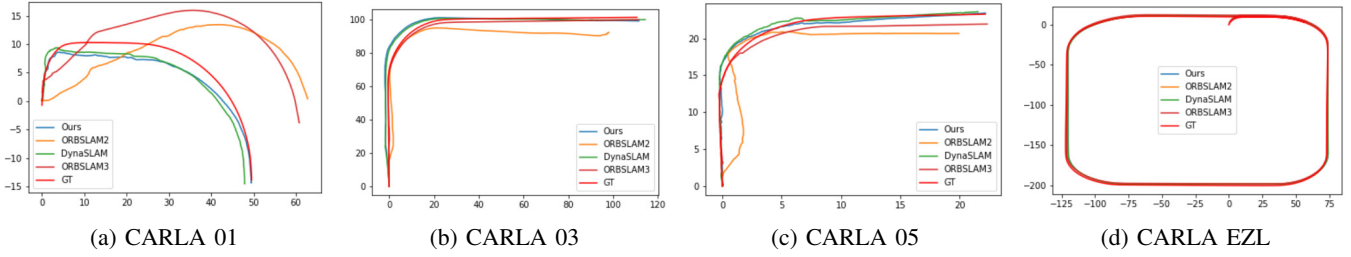 15
10
5
0
−5
−10
−15
0 10 20 30 40 50 60
Ours
ORBSLAM2
DynaSLAM
ORBSLAM3
GT
(a) CARLA 01
100
80
60
40
20
0
0 20 40 60 80 100 120
Ours
ORBSLAM2
DynaSLAM
ORBSLAM3
GT
(b) CARLA 03
20
15
10
5
0
0 5 10 15 20
Ours
ORBSLAM2
DynaSLAM
ORBSLAM3
GT
(c) CARLA 05
0
−50
−100
−150
−200
−125 −100 −75 −50 −25 0 25 50 75
Ours
ORBSLAM2
DynaSLAM
ORBSLAM3
GT
(d) CARLA EZL